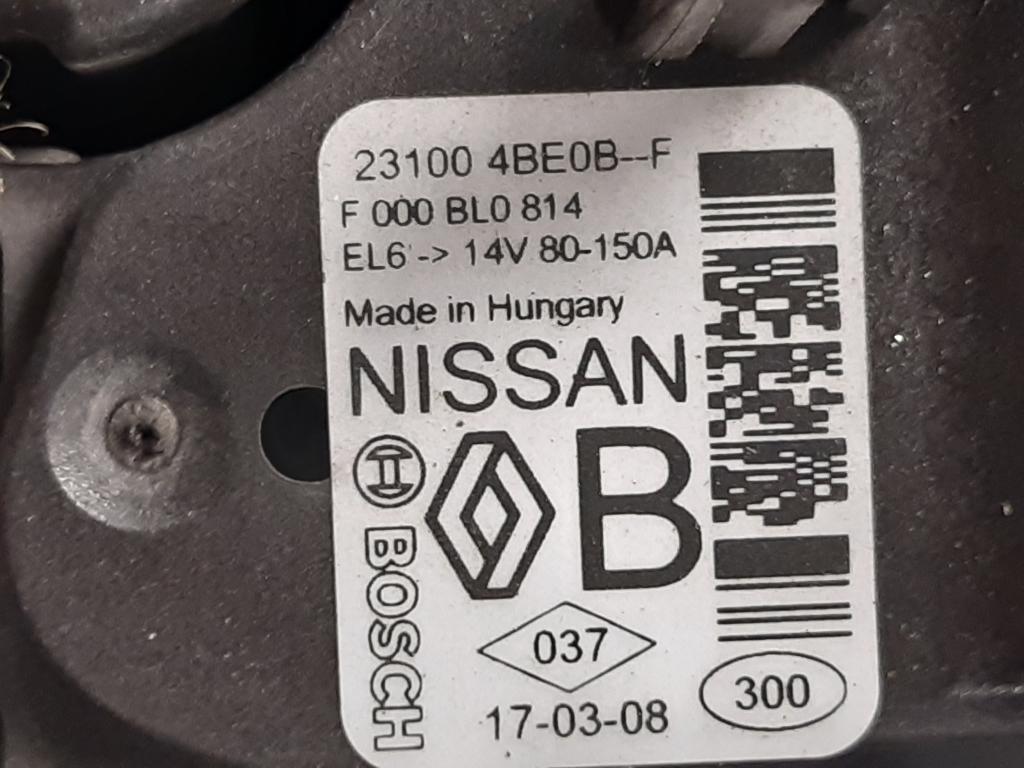 23100 4BE0B--F
F 000 BL0 814
EL6 -> 14V 80-150A
Made in Hungary
NISSAN
B
BOSCH
037
17-03-08
300